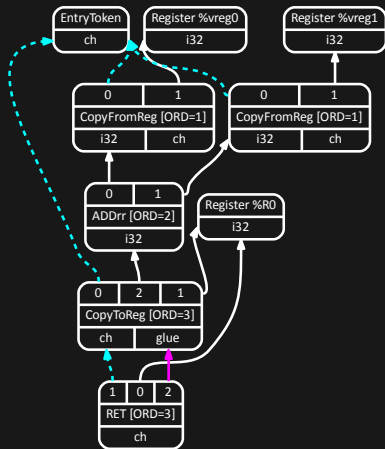 EntryToken
ch
Register %vreg0
i32
Register %vreg1
i32
0 1
CopyFromReg [ORD=1]
i32 ch
0 1
CopyFromReg [ORD=1]
i32 ch
0 1
ADDrr [ORD=2]
i32
Register %R0
i32
0 2 1
CopyToReg [ORD=3]
ch glue
1 0 2
RET [ORD=3]
ch